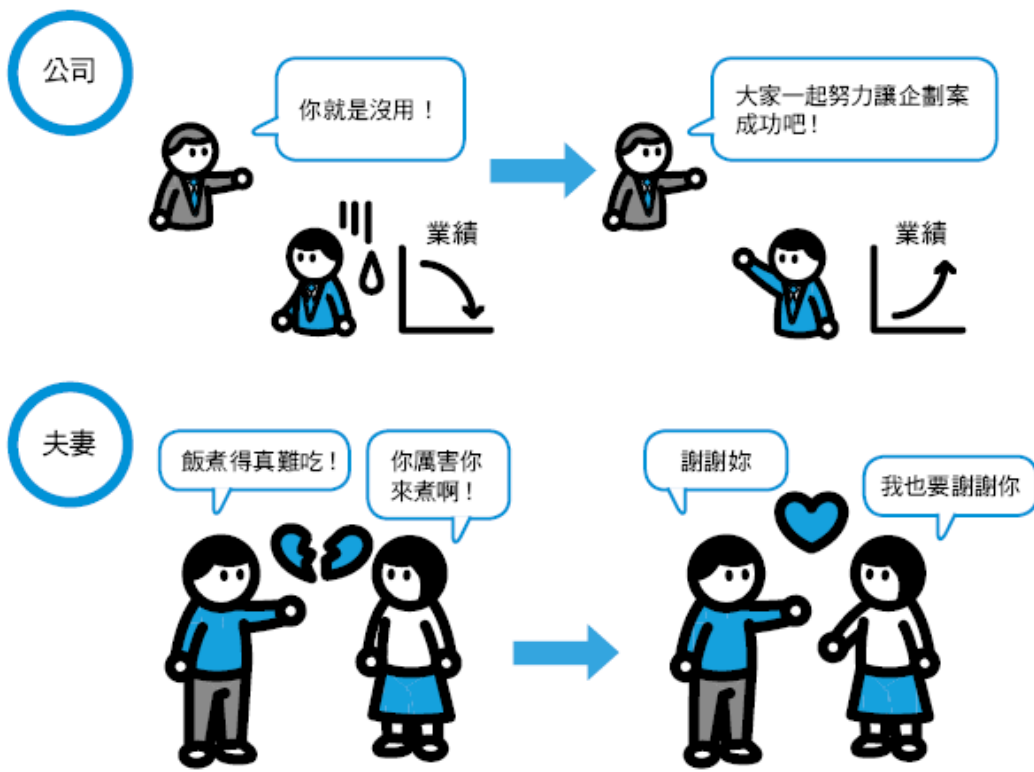 公司
你就是沒用！
業績
大家一起努力讓企劃案
成功吧！
業績
夫妻
飯煮得真難吃！
你厲害你
來煮啊！
謝謝妳
我也要謝謝你